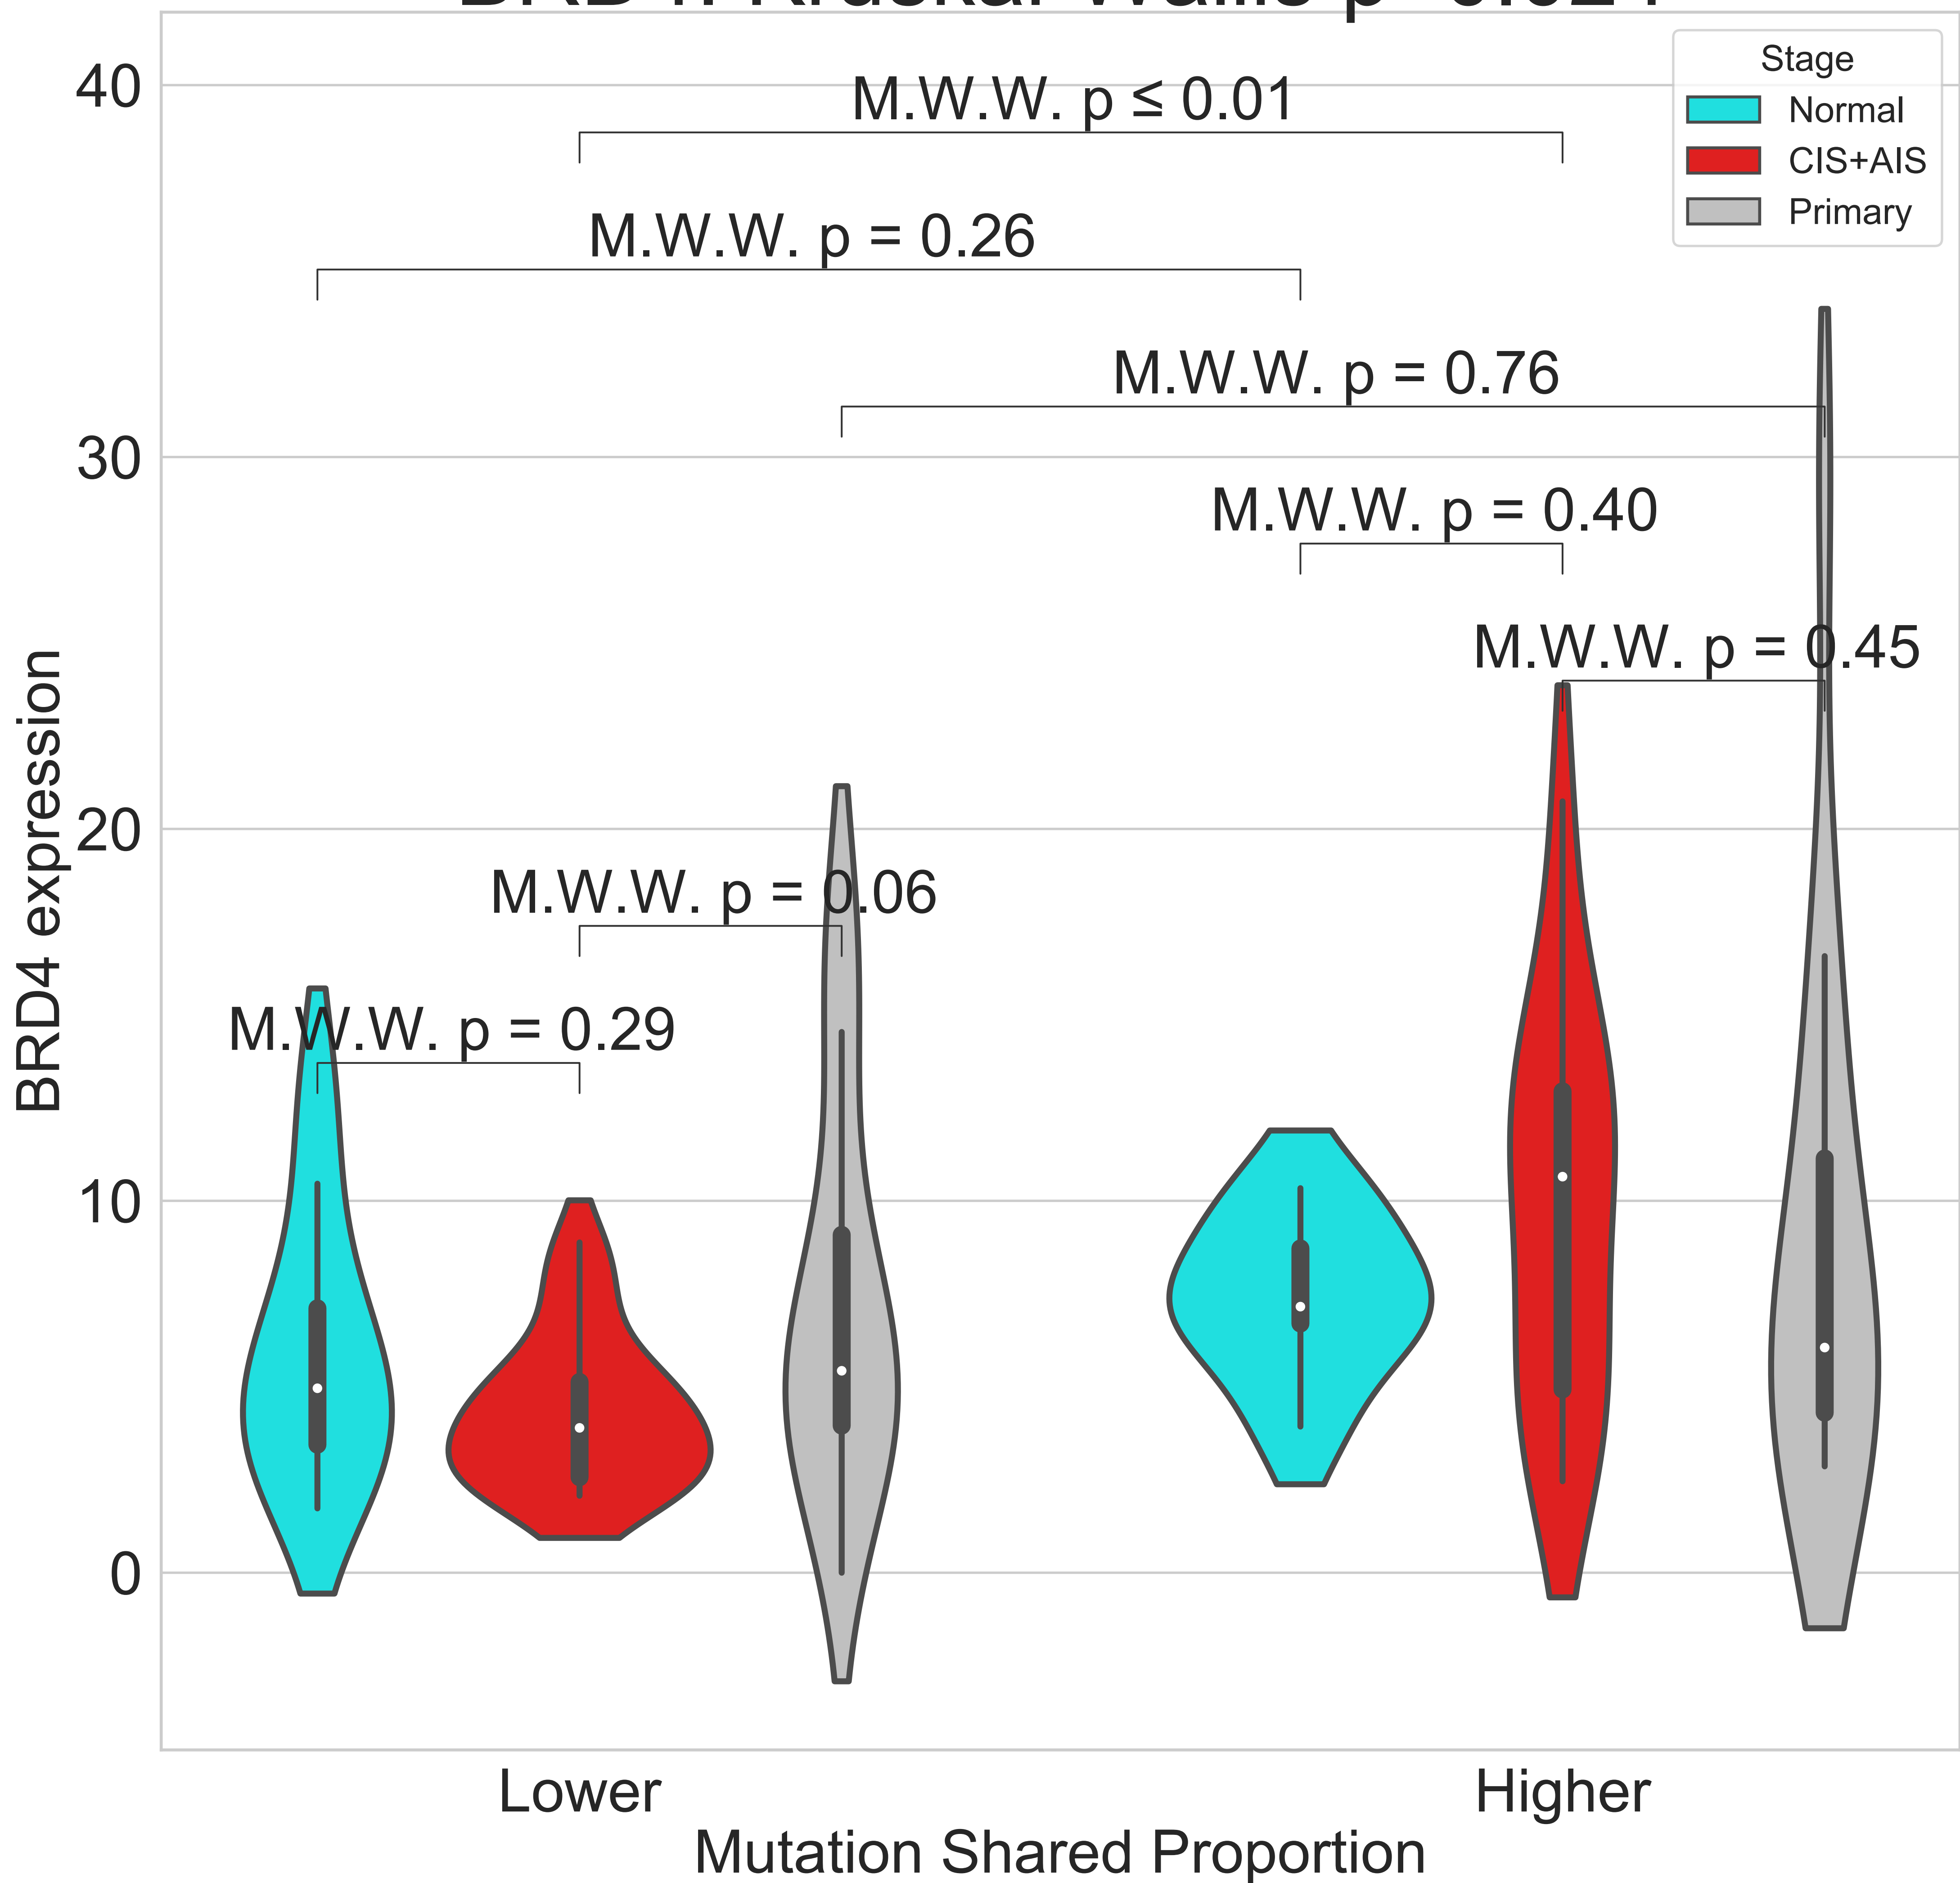 40
30
20
10
0
BRD4 expression
Stage
Normal
CIS+AIS
Primary
M.W.W. p ≤ 0.01
M.W.W. p = 0.26
M.W.W. p = 0.76
M.W.W. p = 0.40
M.W.W. p = 0.45
M.W.W. p = 0.06
M.W.W. p = 0.29
Lower
Higher
Mutation Shared Proportion